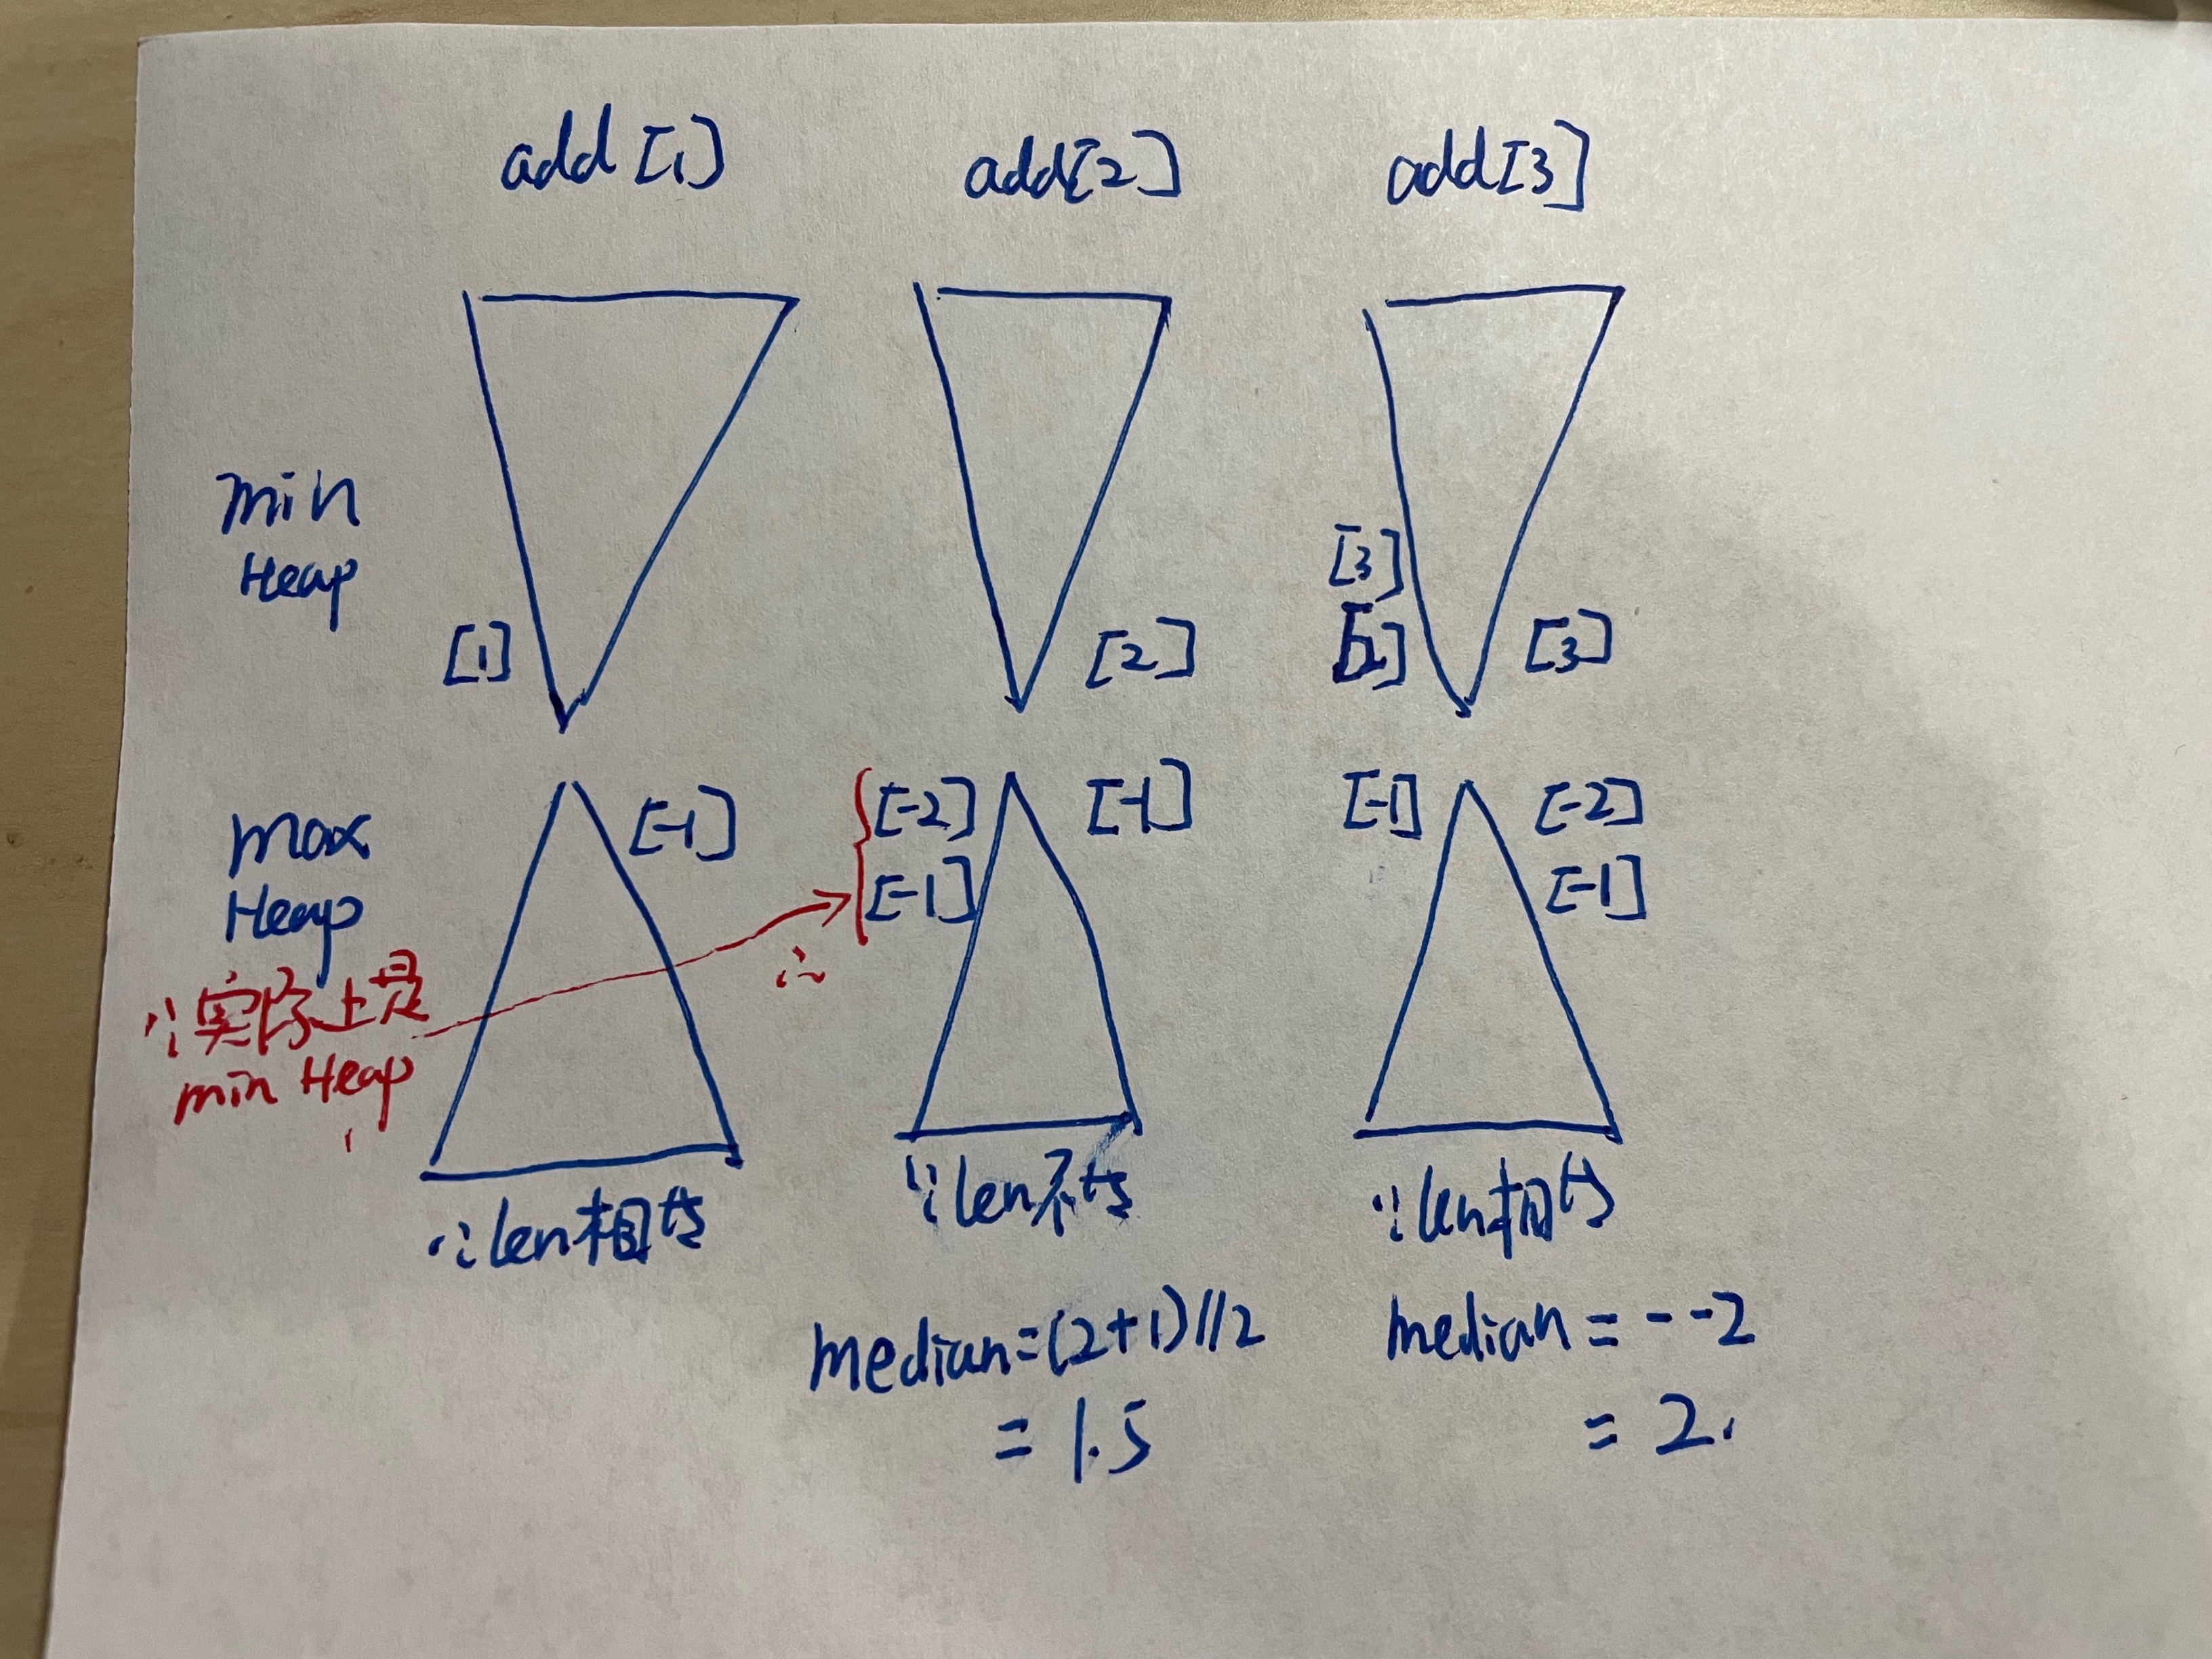 add[1]
add[2]
add[3]
min
Heap
[1]
[2]
[3]
[2]
[3]
max
Heap
∵实际上是
min Heap
[-1]
∴
[-2]
[-1]
[-1]
[-1]
[-2]
[-1]
∵len相等
∵len不等
∵len相等
median=(2+1)//2
= 1.5
median = --2
= 2.